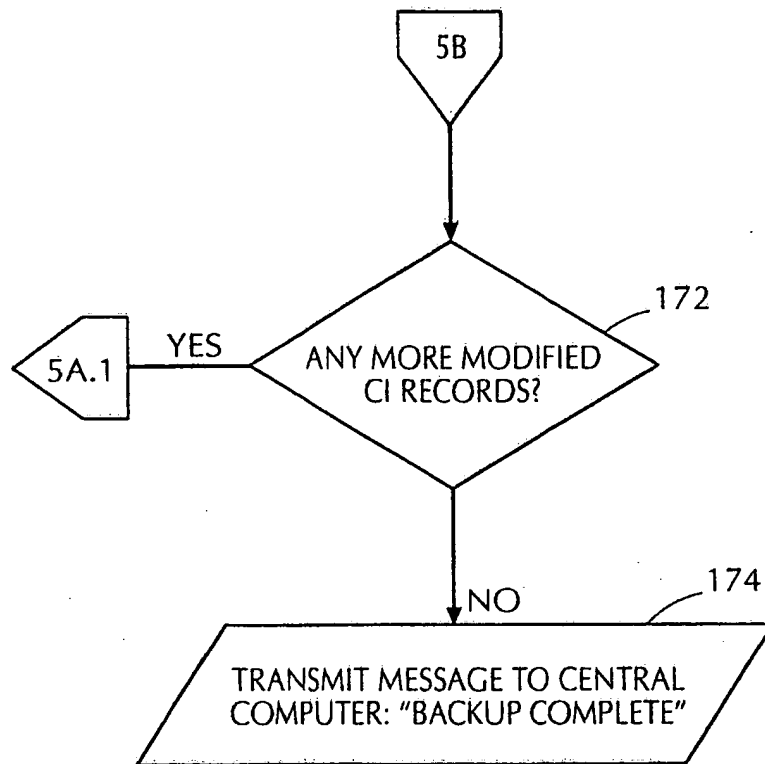 5B
172
5A.1
YES
ANY MORE MODIFIED
CI RECORDS?
NO
174
TRANSMIT MESSAGE TO CENTRAL
COMPUTER: “BACKUP COMPLETE”